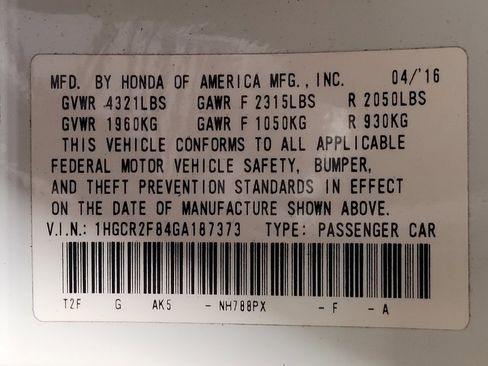 MFD. BY HONDA OF AMERICA MFG., INC. 04/'16
GVWR 4321LBS GAWR F 2315LBS R 2050LBS
GVWR 1960KG GAWR F 1050KG R 930KG
THIS VEHICLE CONFORMS TO ALL APPLICABLE
FEDERAL MOTOR VEHICLE SAFETY, BUMPER,
AND THEFT PREVENTION STANDARDS IN EFFECT
ON THE DATE OF MANUFACTURE SHOWN ABOVE.
V.I.N.: 1HGCR2F84GA187373 TYPE: PASSENGER CAR
T2F G AK5 - NH788PX - F - A